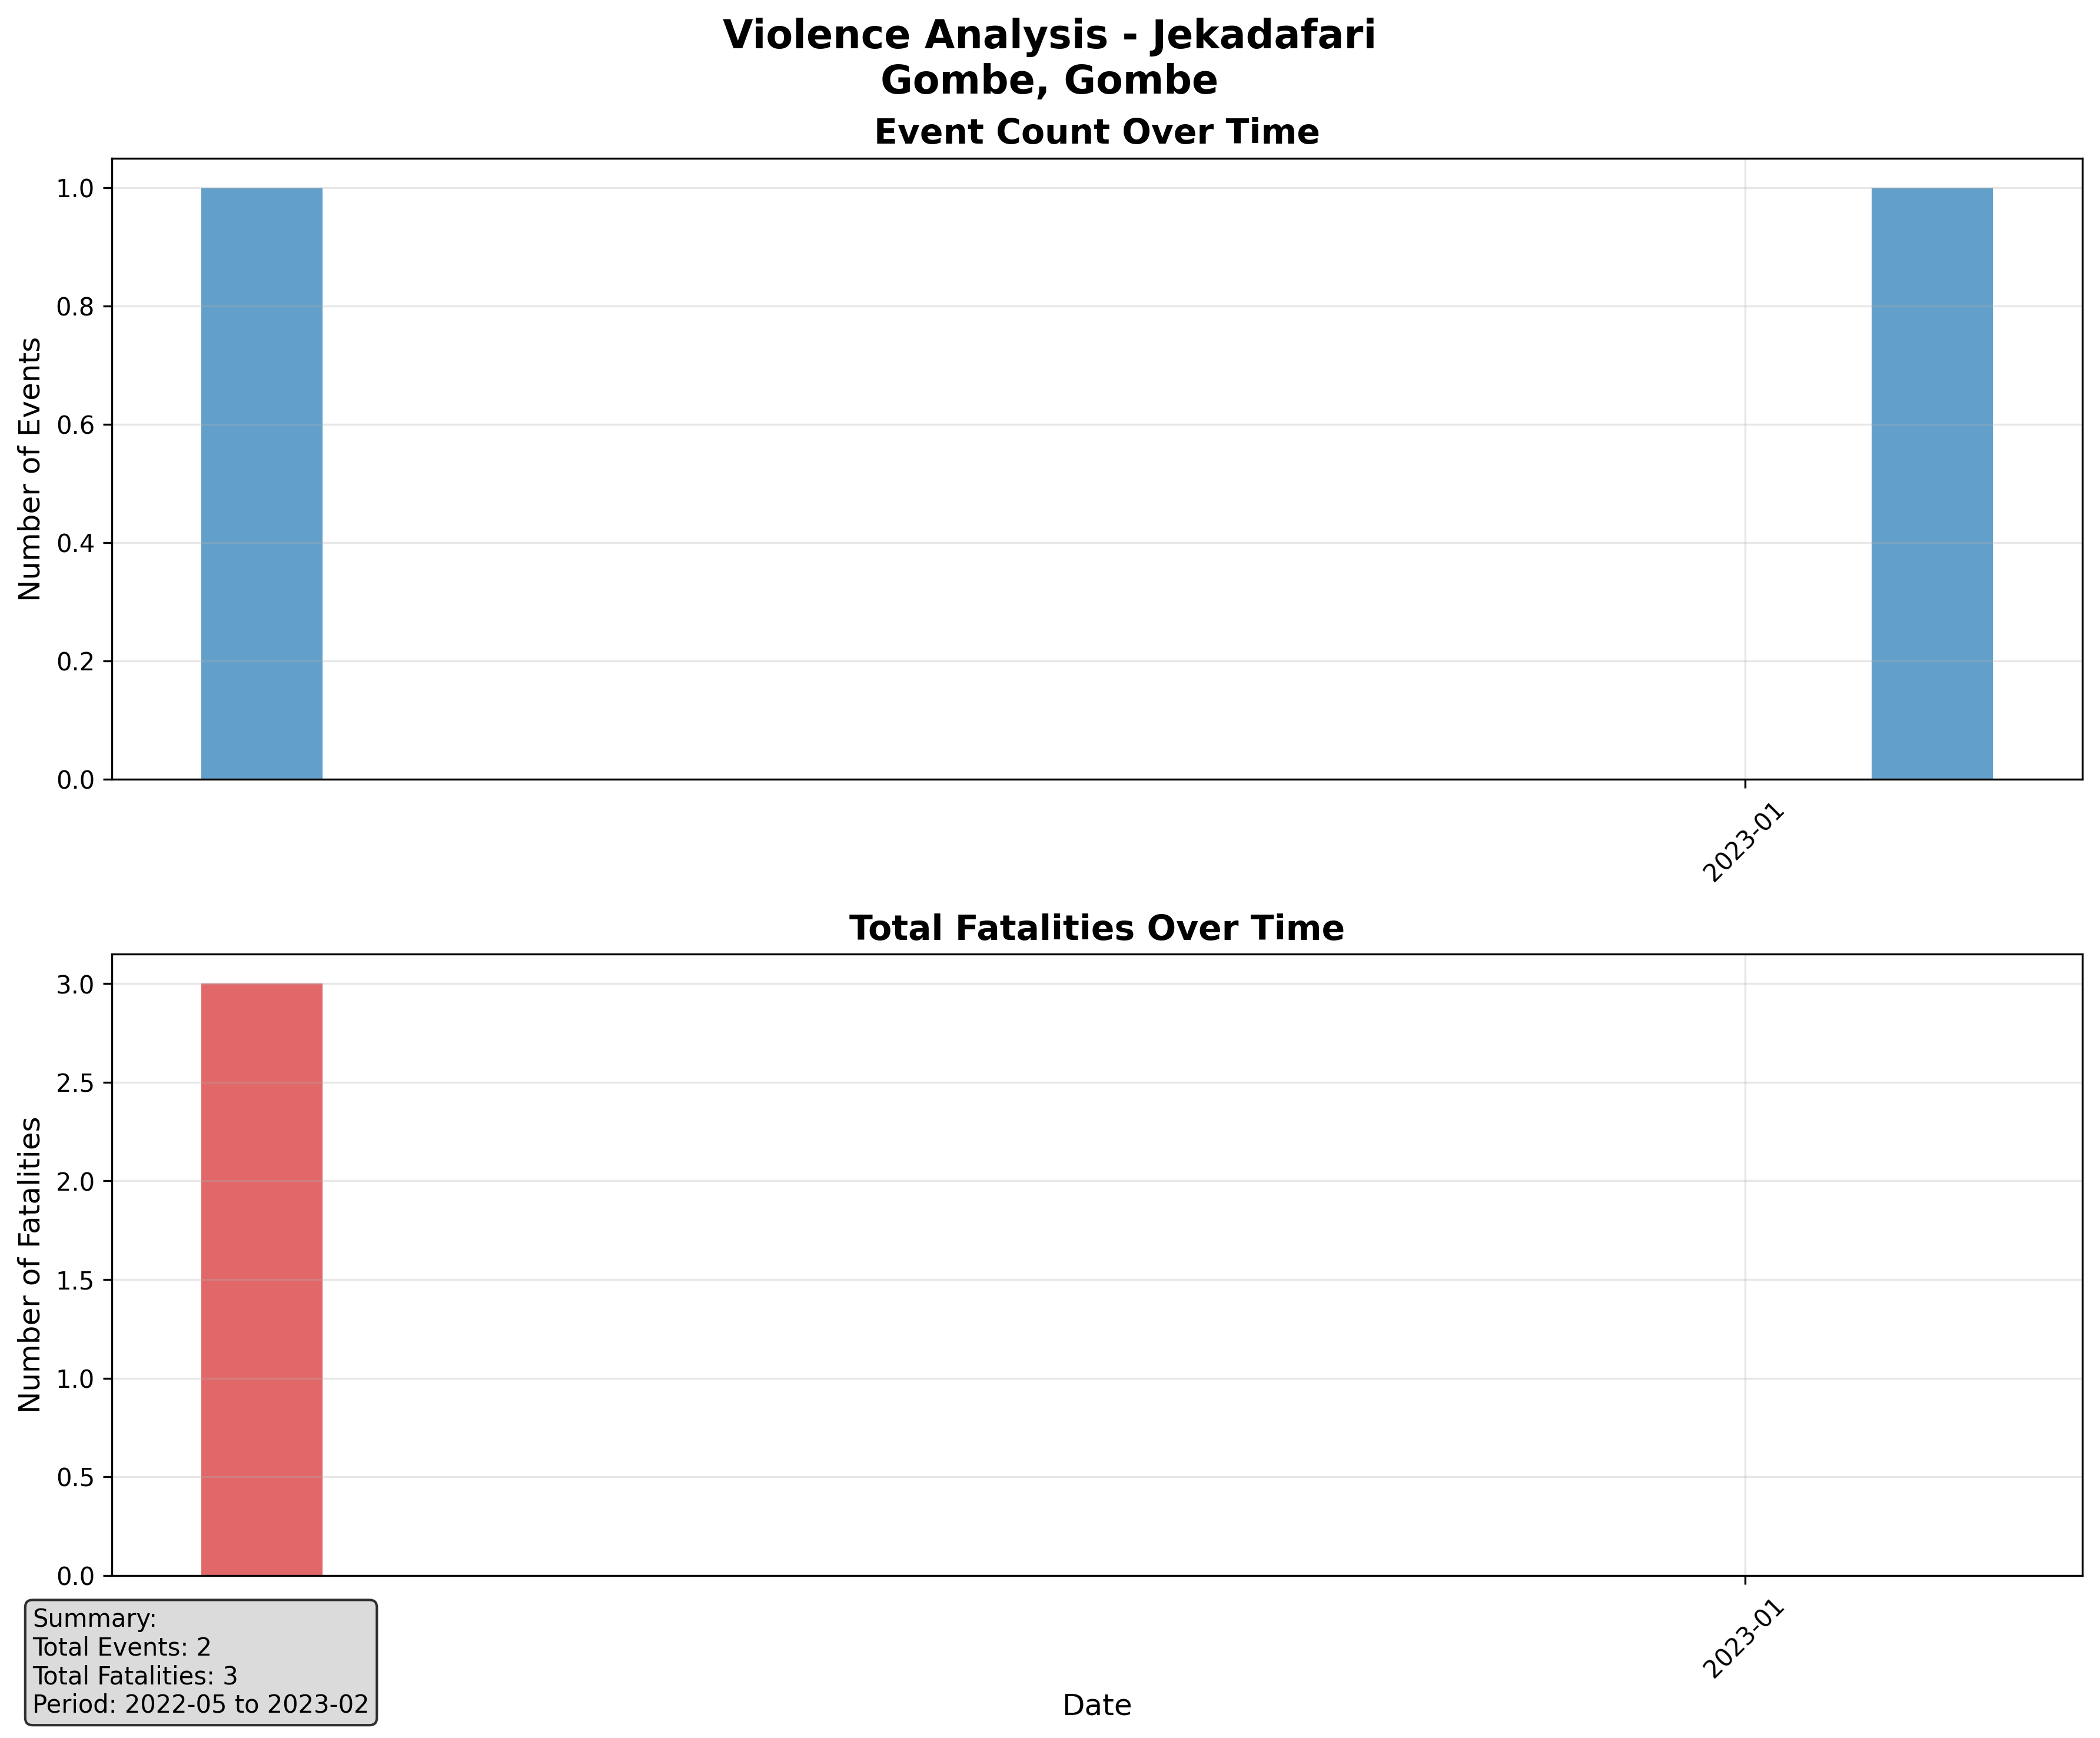 Violence Analysis - Jekadafari
Gombe, Gombe
Event Count Over Time
Number of Events
1.0
0.8
0.6
0.4
0.2
0.0
2023-01
Total Fatalities Over Time
Number of Fatalities
3.0
2.5
2.0
1.5
1.0
0.5
0.0
2023-01
Date
Summary:
Total Events: 2
Total Fatalities: 3
Period: 2022-05 to 2023-02